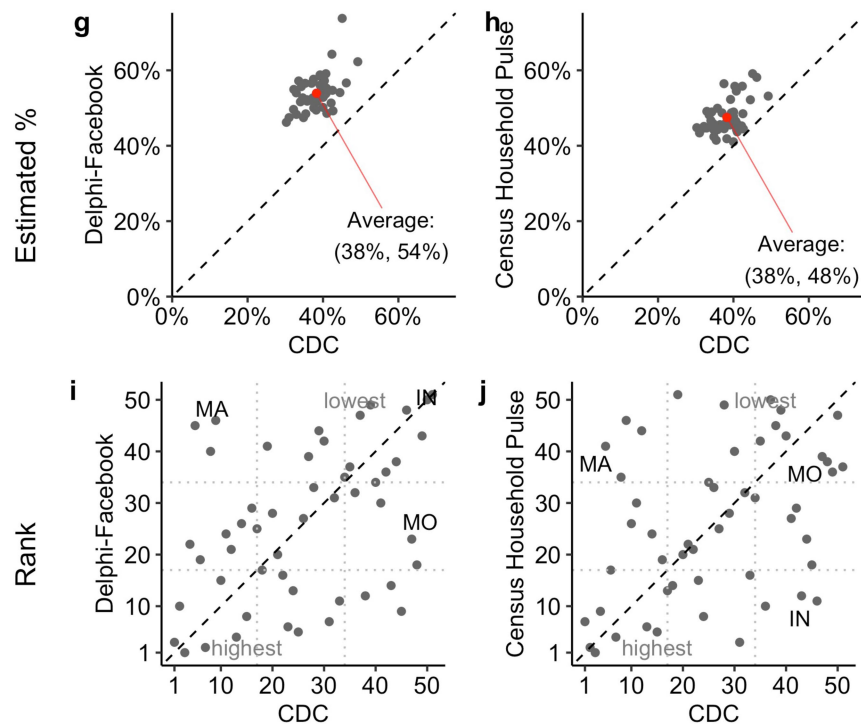 g
Estimated %
Delphi-Facebook
60%
40%
20%
0%
0% 20% 40% 60%
CDC
Average:
(38%, 54%)
h
Census Household Pulse
60%
40%
20%
0%
0% 20% 40% 60%
CDC
Average:
(38%, 48%)
i
Rank
Delphi-Facebook
50
40
30
20
10
1
1 10 20 30 40 50
CDC
MA
lowest
IN
MO
highest
j
Census Household Pulse
50
40
30
20
10
1
1 10 20 30 40 50
CDC
lowest
MA
MO
IN
highest